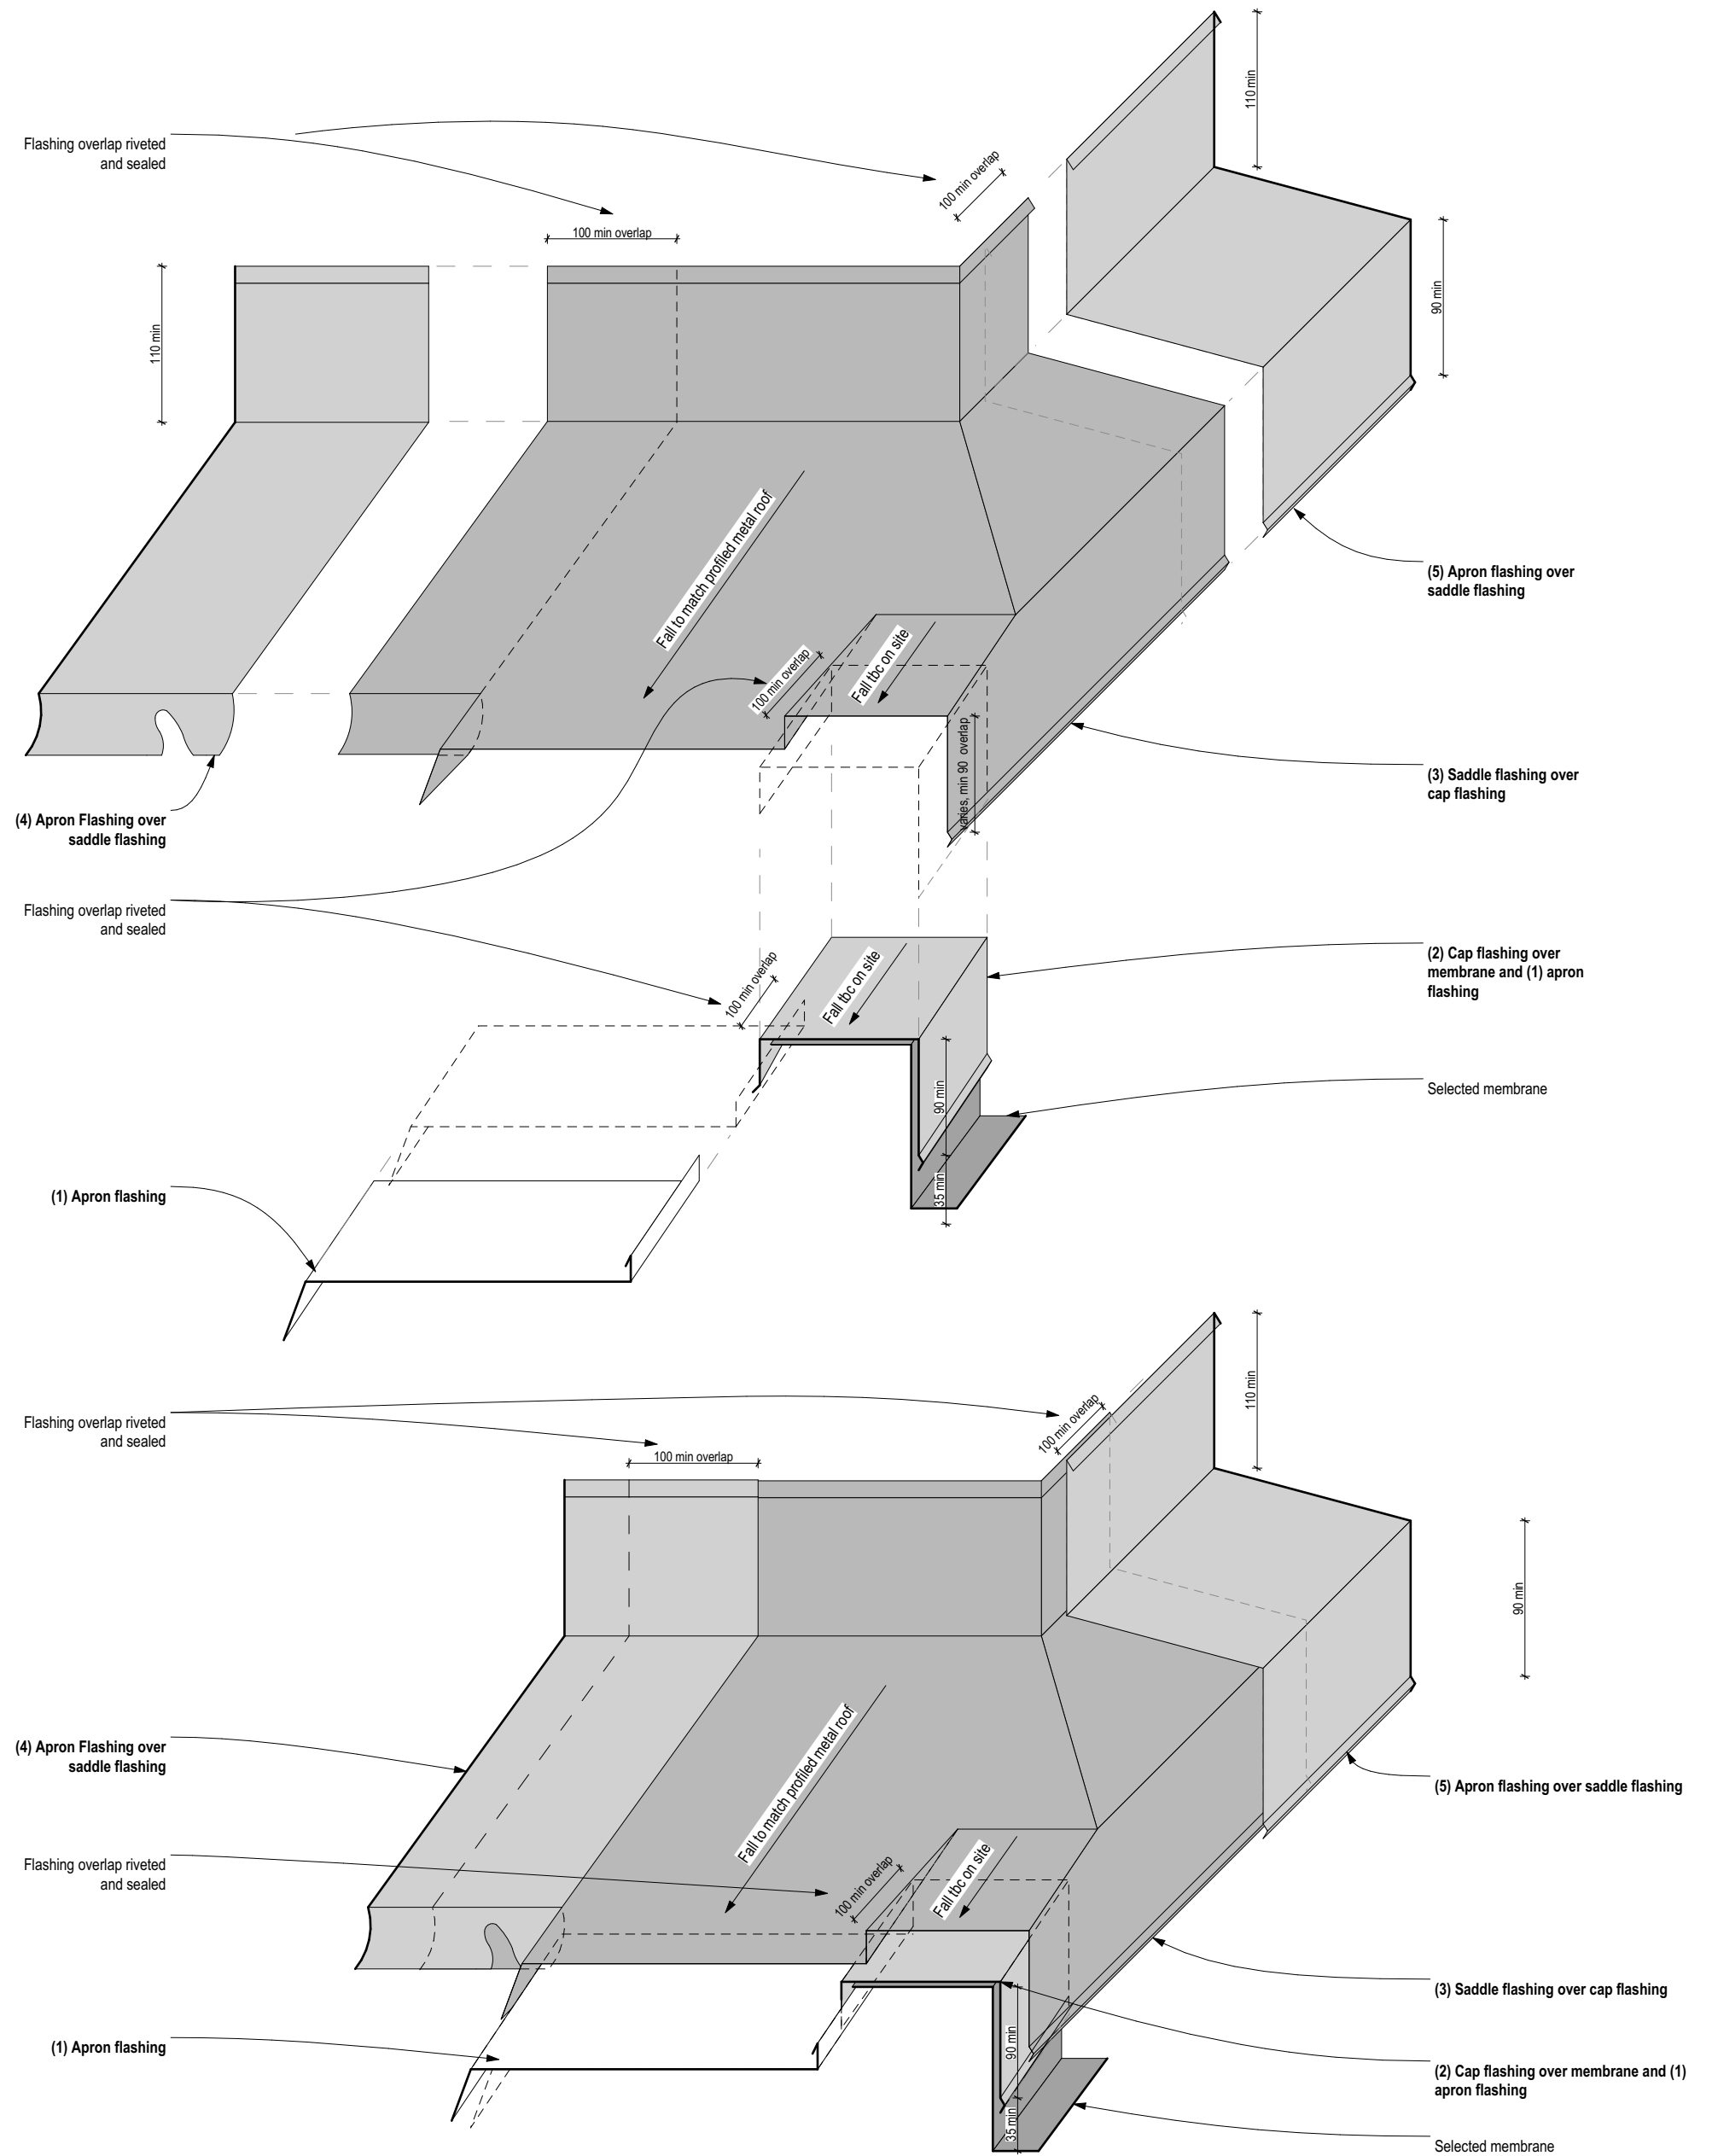 110 min
Flashing overlap riveted
and sealed
100 min overlap
100 min overlap
90 min
110 min
Fall to match profiled metal roof
(5) Apron flashing over
saddle flashing
Fall tbc on site
100 min overlap
varies, min 90 overlap
(3) Saddle flashing over
cap flashing
(4) Apron Flashing over
saddle flashing
Flashing overlap riveted
and sealed
(2) Cap flashing over
membrane and (1) apron
flashing
100 min overlap
Fall tbc on site
90 min
Selected membrane
35 min
(1) Apron flashing
110 min
Flashing overlap riveted
and sealed
100 min overlap
100 min overlap
90 min
Fall to match profiled metal roof
(4) Apron Flashing over
saddle flashing
(5) Apron flashing over saddle flashing
Flashing overlap riveted
and sealed
100 min overlap
Fall tbc on site
(3) Saddle flashing over cap flashing
(1) Apron flashing
90 min
(2) Cap flashing over membrane and (1)
apron flashing
35 min
Selected membrane